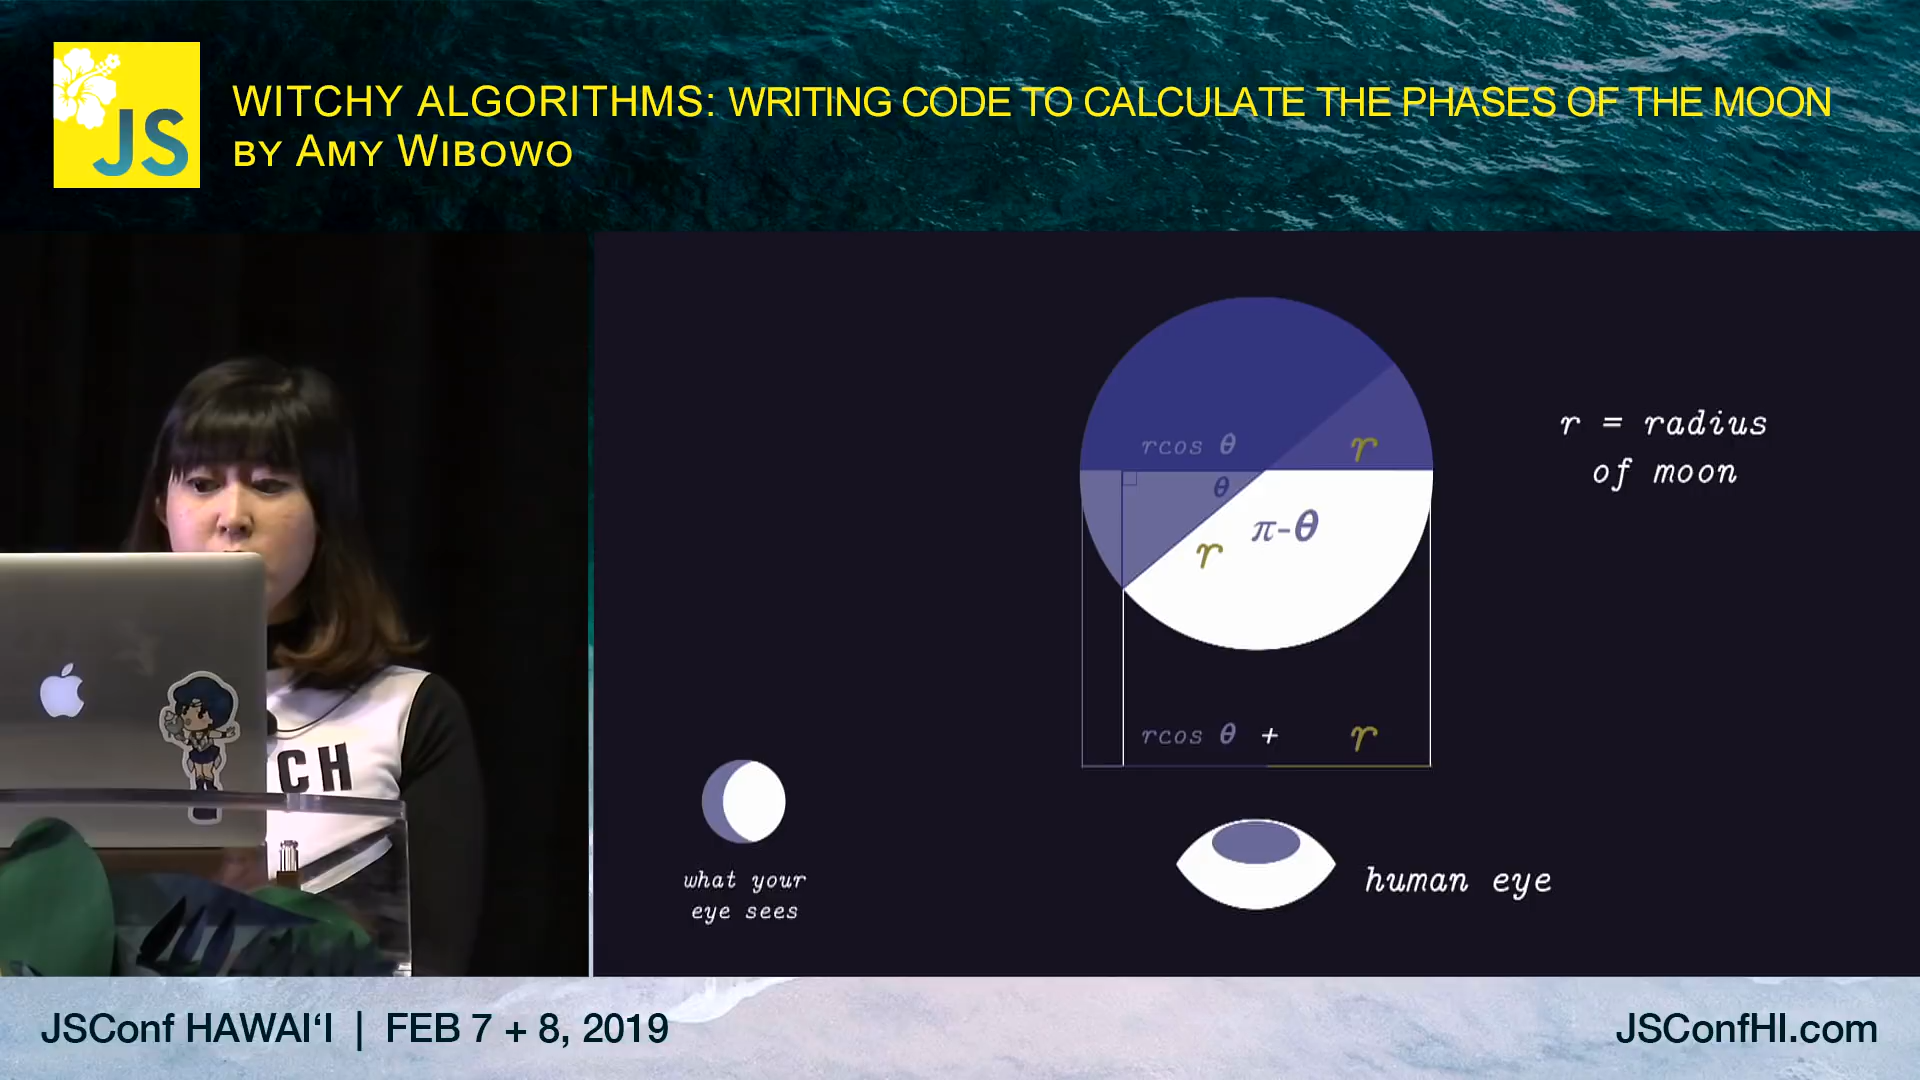 JS
WITCHY ALGORITHMS: WRITING CODE TO CALCULATE THE PHASES OF THE MOON
BY AMY WIBOWO
rcos θ
r
θ
π-θ
r
r = radius
of moon
rcos θ + r
CH
what your
eye sees
human eye
JSConf HAWAIʻI | FEB 7 + 8, 2019
JSConfHI.com